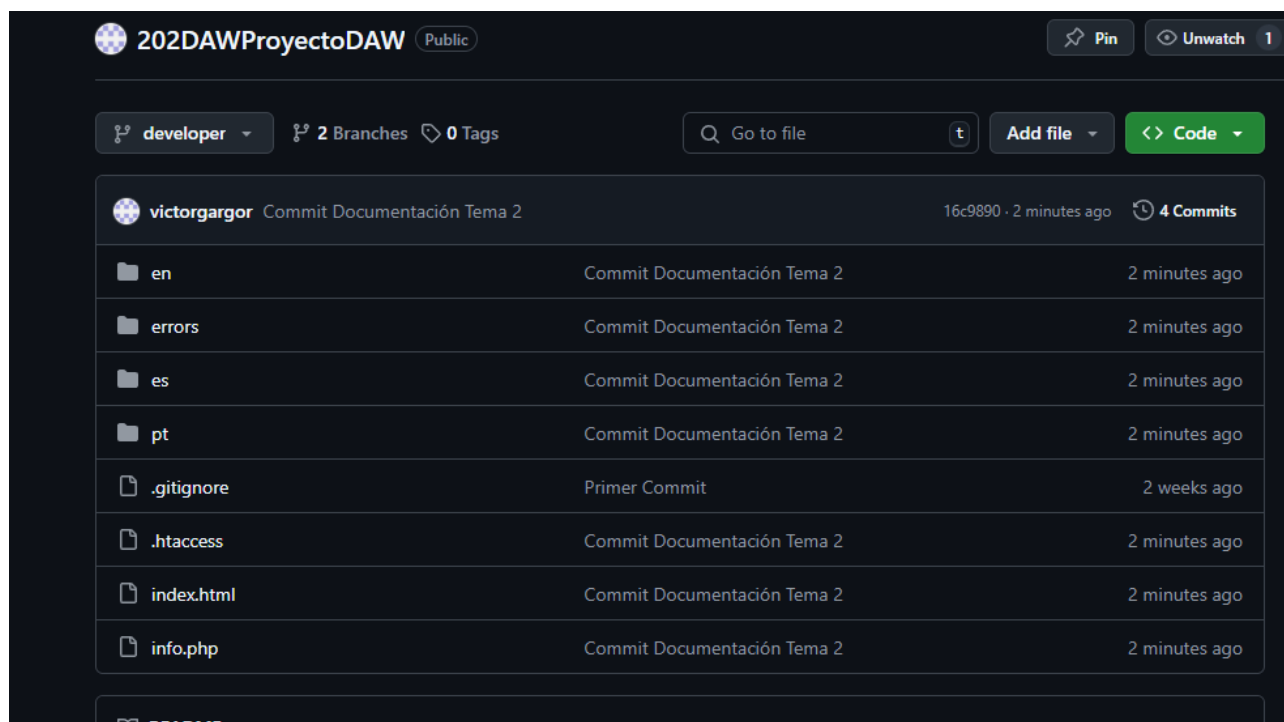 202DAWProyectoDAW Public Pin Unwatch 1
developer 2 Branches 0 Tags Go to file t Add file Code
victorgargor Commit Documentación Tema 2 16c9890 · 2 minutes ago 4 Commits
en Commit Documentación Tema 2 2 minutes ago
errors Commit Documentación Tema 2 2 minutes ago
es Commit Documentación Tema 2 2 minutes ago
pt Commit Documentación Tema 2 2 minutes ago
.gitignore Primer Commit 2 weeks ago
.htaccess Commit Documentación Tema 2 2 minutes ago
index.html Commit Documentación Tema 2 2 minutes ago
info.php Commit Documentación Tema 2 2 minutes ago